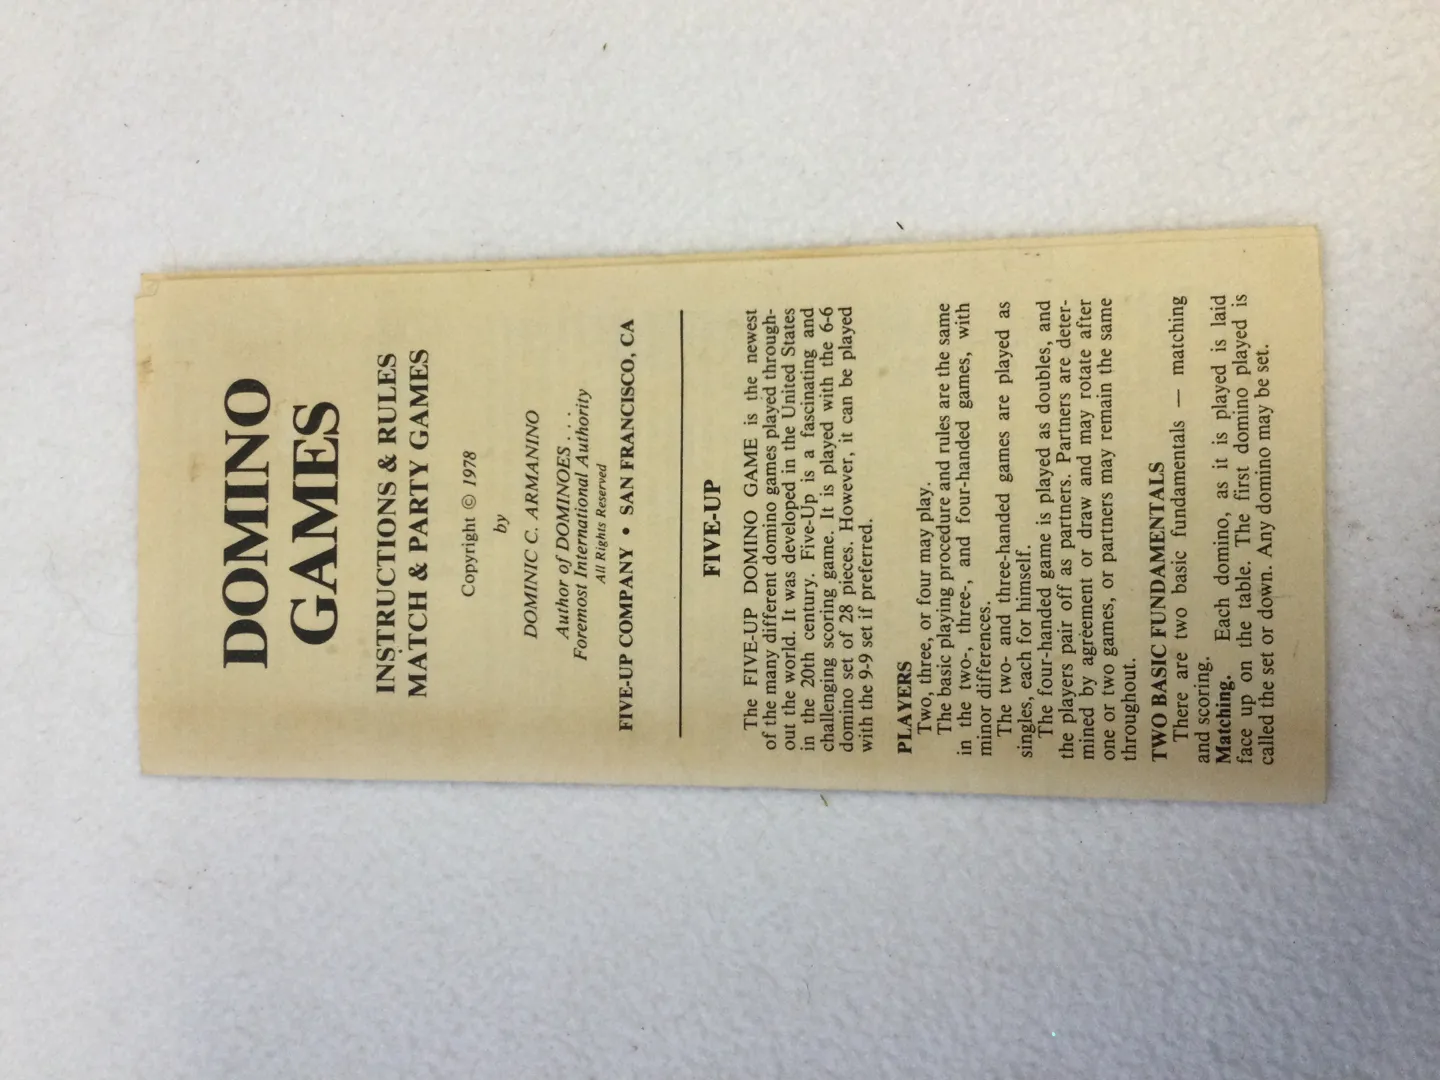 DOMINO
GAMES
INSTRUCTIONS & RULES
MATCH & PARTY GAMES
Copyright © 1978
by
DOMINIC C. ARMANINO
Author of DOMINOES . . .
Foremost International Authority
All Rights Reserved
FIVE-UP COMPANY • SAN FRANCISCO, CA
FIVE-UP
The FIVE-UP DOMINO GAME is the newest
of the many different domino games played through-
out the world. It was developed in the United States
in the 20th century. Five-Up is a fascinating and
challenging scoring game. It is played with the 6-6
domino set of 28 pieces. However, it can be played
with the 9-9 set if preferred.
PLAYERS
Two, three, or four may play.
The basic playing procedure and rules are the same
in the two-, three-, and four-handed games, with
minor differences.
The two- and three-handed games are played as
singles, each for himself.
The four-handed game is played as doubles, and
the players pair off as partners. Partners are deter-
mined by agreement or draw and may rotate after
one or two games, or partners may remain the same
throughout.
TWO BASIC FUNDAMENTALS
There are two basic fundamentals — matching
and scoring.
Matching. Each domino, as it is played is laid
face up on the table. The first domino played is
called the set or down. Any domino may be set.